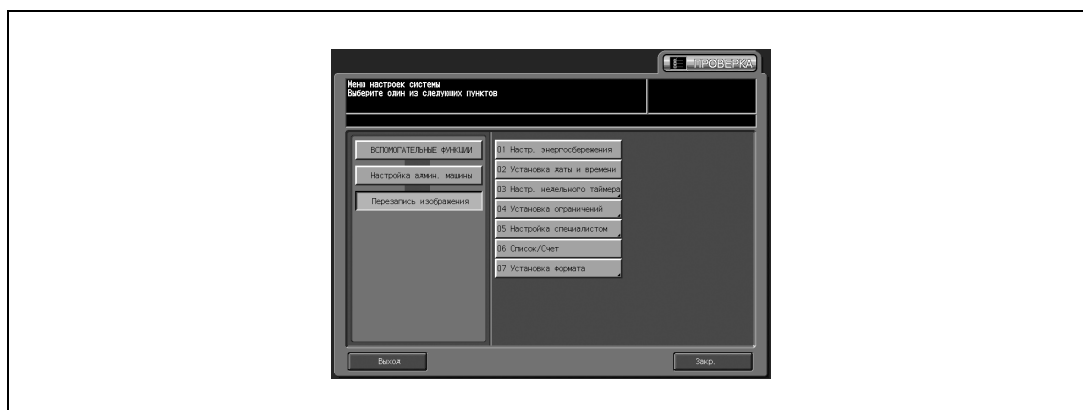 ПРОВЕРКА
Меню настроек системы
Выберите один из следующих пунктов
ВСПОМОГАТЕЛЬНЫЕ ФУНКЦИИ
Настройка админ. машины
Перезапись изображения
01 Настр. энергосбережения
02 Установка даты и времени
03 Настр. недельного таймера
04 Установка ограничений
05 Настройка специалистом
06 Список/Счет
07 Установка формата
Выход
Закр.